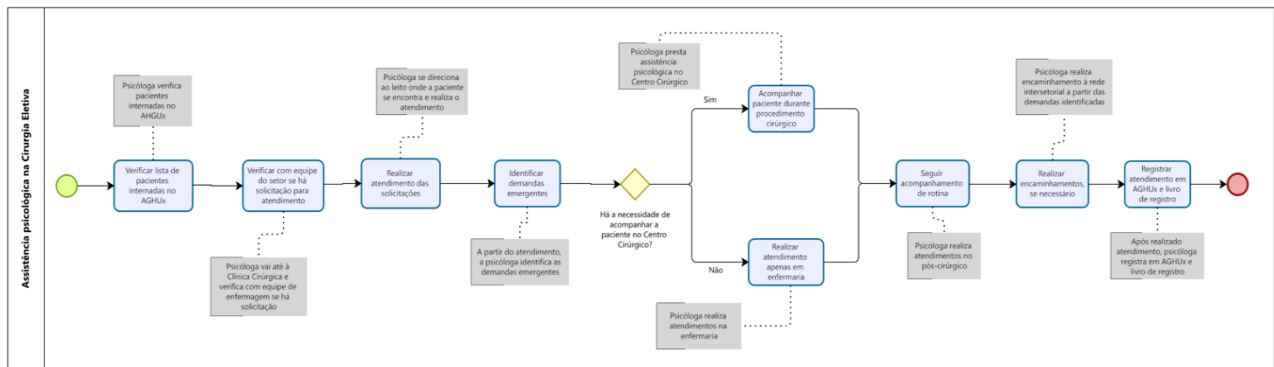 Assistência psicológica na Cirurgia Eletiva
Psicóloga verifica
pacientes
internadas no
AHGUx
Verificar lista de
pacientes
internadas no
AGHUx
Verificar com equipe
do setor se há
solicitação para
atendimento
Psicóloga vai até à
Clínica Cirúrgica e
verifica com equipe de
enfermagem se há
solicitação
Psicóloga se direciona
ao leito onde a paciente
se encontra e realiza o
atendimento
Realizar
atendimento das
solicitações
Identificar
demandas
emergentes
A partir do atendimento,
a psicóloga identifica as
demandas emergentes
Há a necessidade de
acompanhar a
paciente no Centro
Cirúrgico?
Sim
Não
Psicóloga presta
assistência
psicológica no
Centro Cirúrgico
Acompanhar
paciente durante
procedimento
cirúrgico
Realizar
atendimento
apenas em
enfermaria
Psicóloga realiza
atendimentos na
enfermaria
Seguir
acompanhamento
de rotina
Psicóloga realiza
atendimentos no
pós-cirúrgico
Psicóloga realiza
encaminhamento à rede
intersetorial a partir das
demandas identificadas
Realizar
encaminhamentos,
se necessário
Registrar
atendimento em
AGHUx e livro
de registro
Após realizado
atendimento, psicóloga
registra em AGHUx e
livro de registro